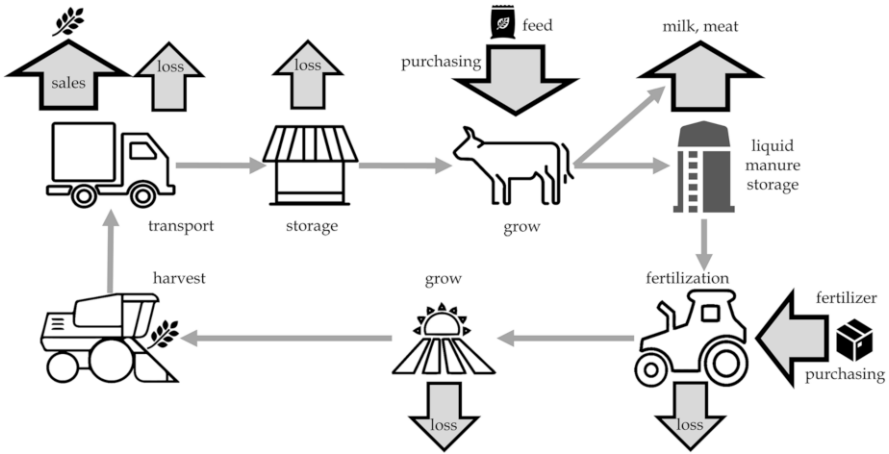 feed
milk, meat
sales
loss
loss
purchasing
liquid
manure
storage
transport
storage
grow
harvest
grow
fertilization
fertilizer
purchasing
loss
loss